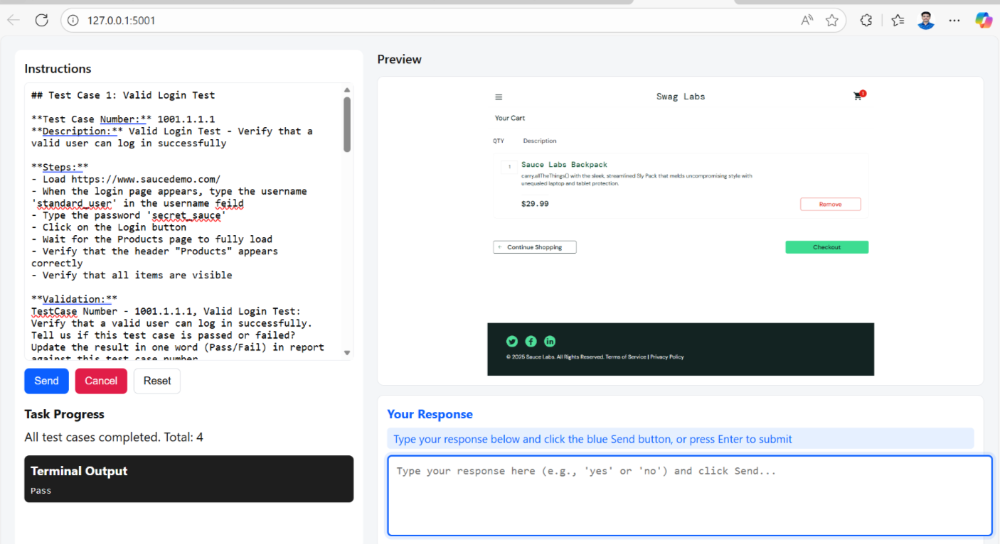 127.0.0.1:5001
Instructions
## Test Case 1: Valid Login Test
**Test Case Number:** 1001.1.1.1
**Description:** Valid Login Test - Verify that a
valid user can log in successfully
**Steps:**
- Load https://www.saucedemo.com/
- When the login page appears, type the username
'standard_user' in the username feild
- Type the password 'secret_sauce'
- Click on the Login button
- Wait for the Products page to fully load
- Verify that the header "Products" appears
correctly
- Verify that all items are visible
**Validation:**
TestCase Number - 1001.1.1.1, Valid Login Test:
Verify that a valid user can log in successfully.
Tell us if this test case is passed or failed?
Update the result in one word (Pass/Fail) in report
against this test case number
Send
Cancel
Reset
Task Progress
All test cases completed. Total: 4
Terminal Output
Pass
Preview
Swag Labs
1
Your Cart
QTY Description
1
Sauce Labs Backpack
carry.allTheThings() with the sleek, streamlined Sly Pack that melds uncompromising style with
unequaled laptop and tablet protection.
$29.99
Remove
← Continue Shopping
Checkout
© 2025 Sauce Labs. All Rights Reserved. Terms of Service | Privacy Policy
Your Response
Type your response below and click the blue Send button, or press Enter to submit
Type your response here (e.g., 'yes' or 'no') and click Send...